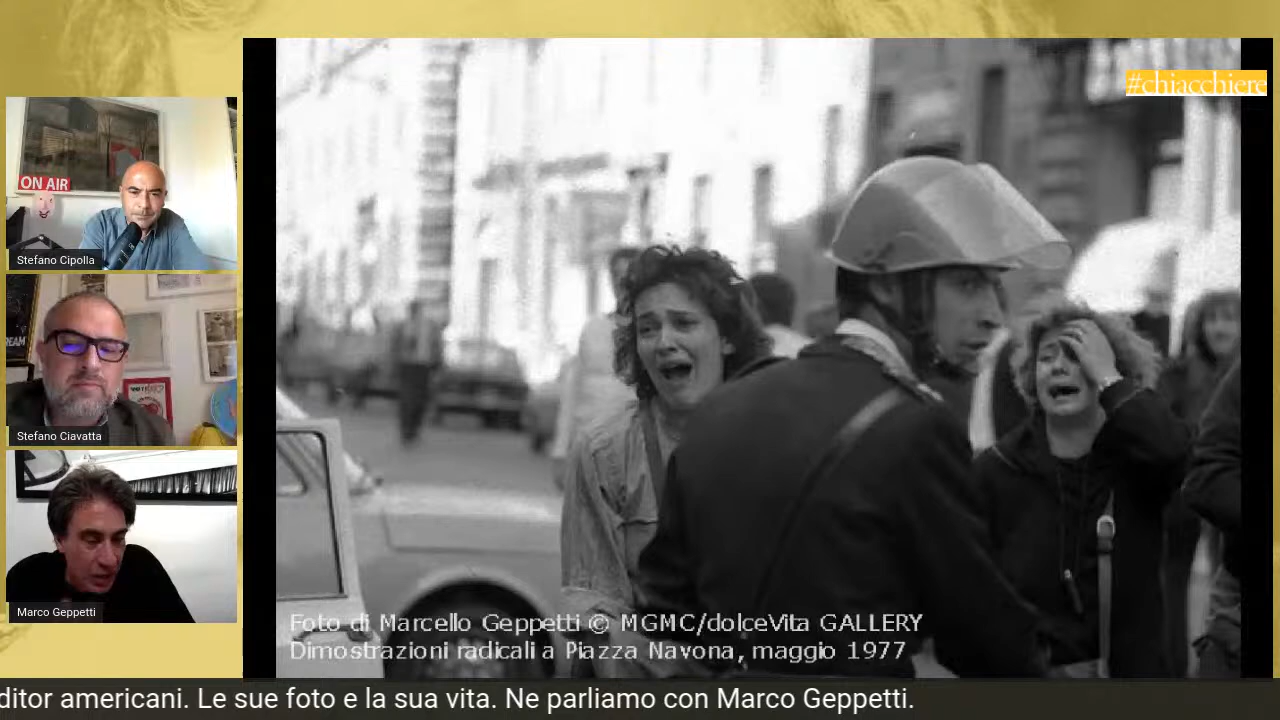 #chiacchiere
ON AIR
Stefano Cipolla
Stefano Ciavatta
Marco Geppetti
Foto di Marcello Geppetti © MGMC/dolceVita GALLERY
Dimostrazioni radicali a Piazza Navona, maggio 1977
ditor americani. Le sue foto e la sua vita. Ne parliamo con Marco Geppetti.